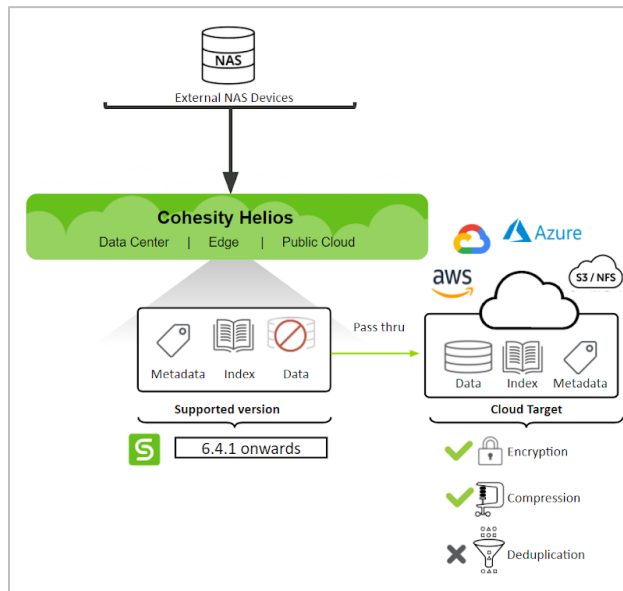 NAS
External NAS Devices
Cohesity Helios
Data Center | Edge | Public Cloud
Azure
aws
S3 / NFS
Metadata Index Data
Pass thru
Data Index Metadata
Supported version
Cloud Target
S 6.4.1 onwards
Encryption
Compression
Deduplication